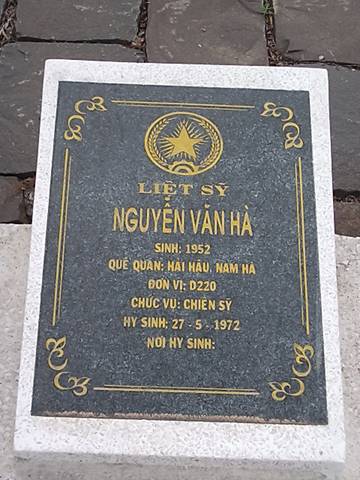 LIỆT SỸ
NGUYỄN VĂN HÀ
SINH: 1952
QUÊ QUÁN: HẢI HẬU, NAM HÀ
ĐƠN VỊ: D220
CHỨC VỤ: CHIẾN SỸ
HY SINH: 27 - 5 - 1972
NƠI HY SINH: